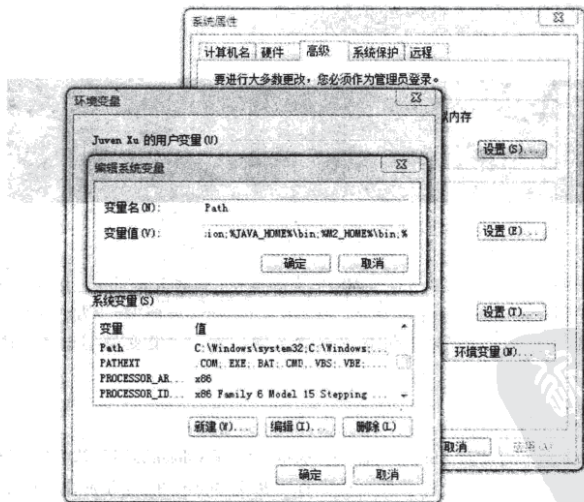 系统属性
计算机名 硬件 高级 系统保护 远程
要进行大多数更改，您必须作为管理员登录。
内存
设置(S)...
设置(E)...
设置(T)...
环境变量(N)...
取消
环境变量
Juven Xu 的用户变量(U)
编辑系统变量
变量名(N): Path
变量值(V): ion;%JAVA_HOME%\bin;%M2_HOME%\bin;%
确定 取消
系统变量(S)
变量 值
Path C:\Windows\system32;C:\Windows;...
PATHEXT .COM;.EXE;.BAT;.CMD;.VBS;.VBE;....
PROCESSOR_AR... x86
PROCESSOR_ID... x86 Family 6 Model 15 Stepping ...
新建(W)... 编辑(I)... 删除(L)
确定 取消